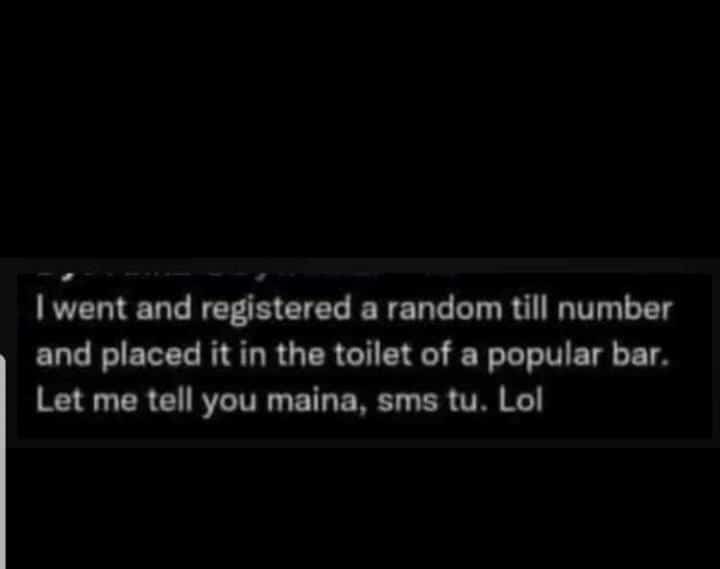 I went and registered a random till number
and placed it in the toilet of a popular bar.
Let me tell you maina, sms tu. Lol